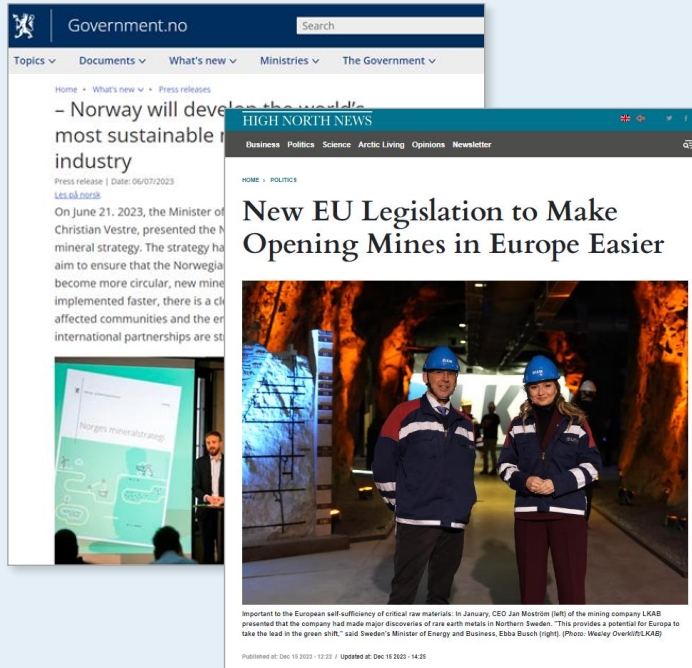 Government.no
Search
Topics Documents What's new Ministries The Government
Home • What's new • Press releases
– Norway will develop the world's
most sustainable
industry
Press release | Date: 06/07/2023
Les på norsk
On June 21. 2023, the Minister of
Christian Vestre, presented the
mineral strategy. The strategy ha
aim to ensure that the Norwegia
become more circular, new mine
implemented faster, there is a cl
affected communities and the
international partnerships are
Norges mineralstrategi
HIGH NORTH NEWS
Business Politics Science Arctic Living Opinions Newsletter
HOME > POLITICS
New EU Legislation to Make
Opening Mines in Europe Easier
Important to the European self-sufficiency of critical raw materials: In January, CEO Jan Moström (left) of the mining company LKAB
presented that the company had made major discoveries of rare earth metals in Northern Sweden. "This provides a potential for Europe to
take the lead in the green shift," said Sweden's Minister of Energy and Business, Ebba Busch (right). (Photo: Wesley Overklift/LKAB)
Published at: Dec 15 2023 - 12:22 / Updated at: Dec 15 2023 - 14:25